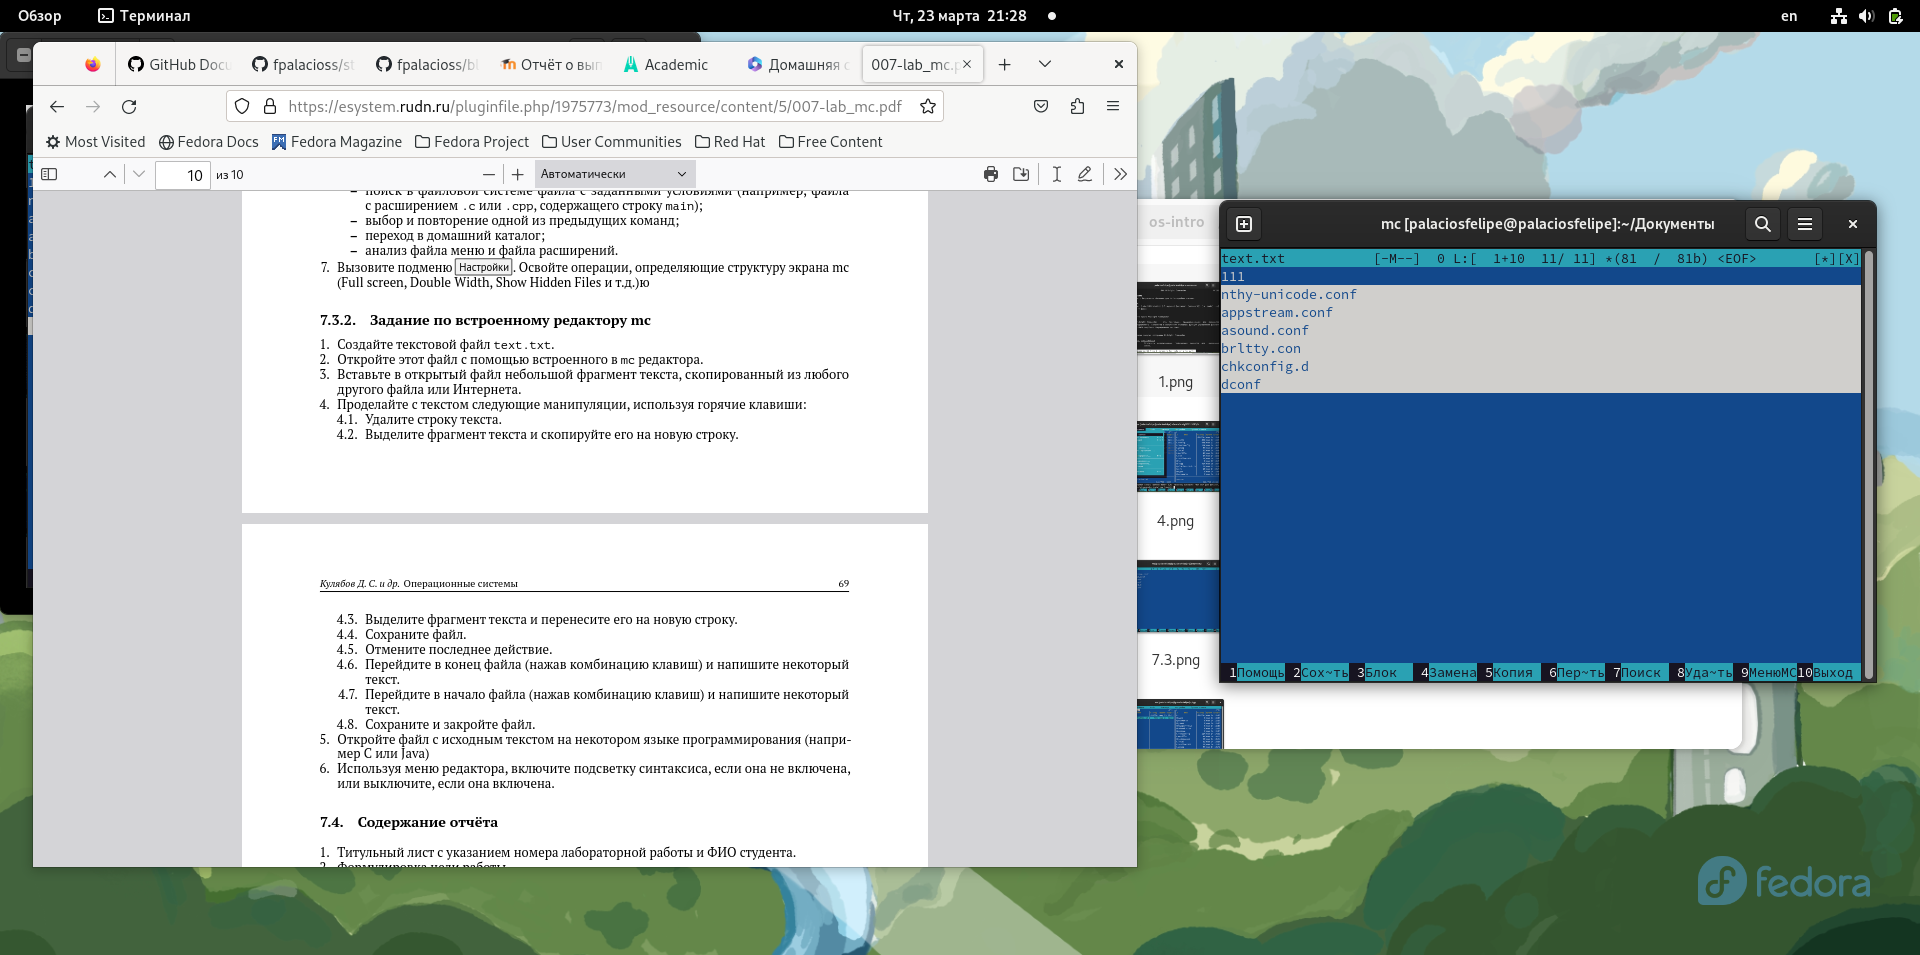 Обзор
Терминал
Чт, 23 марта 21:28
en
GitHub Docu
fpalacioss/st
fpalacioss/bl
Отчёт о вып
Academic
Домашняя с
007-lab_mc.p
https://esystem.rudn.ru/pluginfile.php/1975773/mod_resource/content/5/007-lab_mc.pdf
Most Visited
Fedora Docs
Fedora Magazine
Fedora Project
User Communities
Red Hat
Free Content
10 из 10
Автоматически
– поиск в файловой системе файла с заданными условиями (например, файла
с расширением .c или .cpp, содержащего строку main);
– выбор и повторение одной из предыдущих команд;
– переход в домашний каталог;
– анализ файла меню и файла расширений.
7. Вызовите подменю Настройки. Освойте операции, определяющие структуру экрана mc
(Full screen, Double Width, Show Hidden Files и т.д.)ю
7.3.2. Задание по встроенному редактору mc
1. Создайте текстовой файл text.txt.
2. Откройте этот файл с помощью встроенного в mc редактора.
3. Вставьте в открытый файл небольшой фрагмент текста, скопированный из любого
другого файла или Интернета.
4. Проделайте с текстом следующие манипуляции, используя горячие клавиши:
4.1. Удалите строку текста.
4.2. Выделите фрагмент текста и скопируйте его на новую строку.
Кулябов Д. С. и др. Операционные системы 69
4.3. Выделите фрагмент текста и перенесите его на новую строку.
4.4. Сохраните файл.
4.5. Отмените последнее действие.
4.6. Перейдите в конец файла (нажав комбинацию клавиш) и напишите некоторый
текст.
4.7. Перейдите в начало файла (нажав комбинацию клавиш) и напишите некоторый
текст.
4.8. Сохраните и закройте файл.
5. Откройте файл с исходным текстом на некотором языке программирования (напри-
мер C или Java)
6. Используя меню редактора, включите подсветку синтаксиса, если она не включена,
или выключите, если она включена.
7.4. Содержание отчёта
1. Титульный лист с указанием номера лабораторной работы и ФИО студента.
2. Формулировка цели работы.
os-intro
1.png
4.png
7.3.png
mc [palaciosfelipe@palaciosfelipe]:~/Документы
text.txt [-M--] 0 L:[ 1+10 11/ 11] *(81 / 81b) <EOF> [*][X]
111
nthy-unicode.conf
appstream.conf
asound.conf
brltty.con
chkconfig.d
dconf
1Помощь 2Сох~ть 3Блок 4Замена 5Копия 6Пер~ть 7Поиск 8Уда~ть 9МенюMC 10Выход
fedora